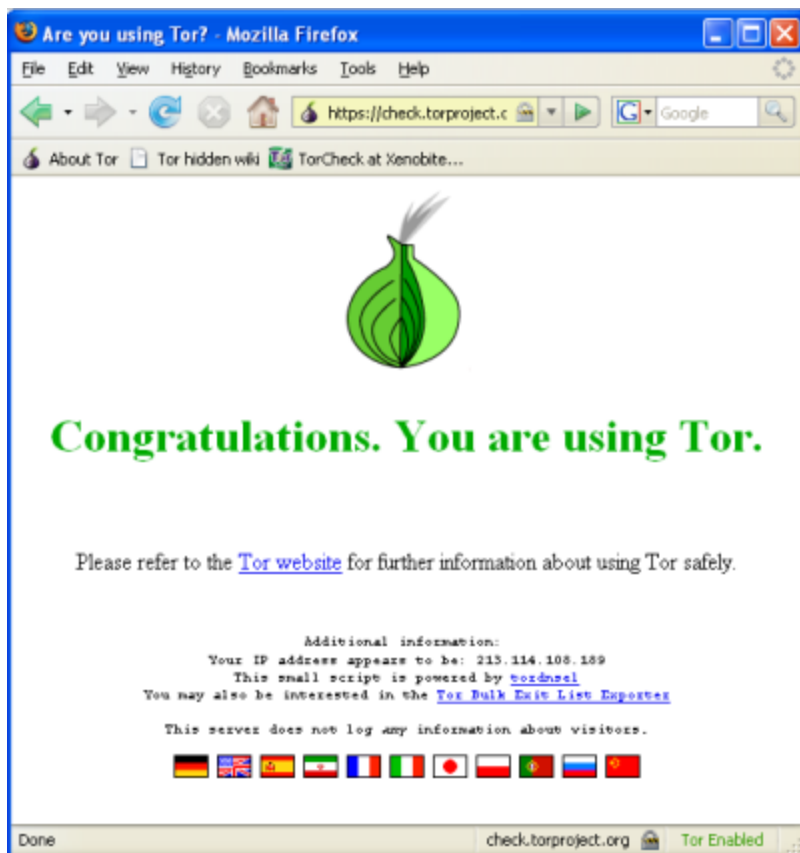 Are you using Tor? - Mozilla Firefox
File Edit View History Bookmarks Tools Help
https://check.torproject.c G Google
About Tor Tor hidden wiki TorCheck at Xenobite...
Congratulations. You are using Tor.
Please refer to the Tor website for further information about using Tor safely.
Additional information:
Your IP address appears to be: 213.114.108.189
This small script is powered by tordnsel
You may also be interested in the Tor Bulk Exit List Exporter
This server does not log any information about visitors.
Done check.torproject.org Tor Enabled